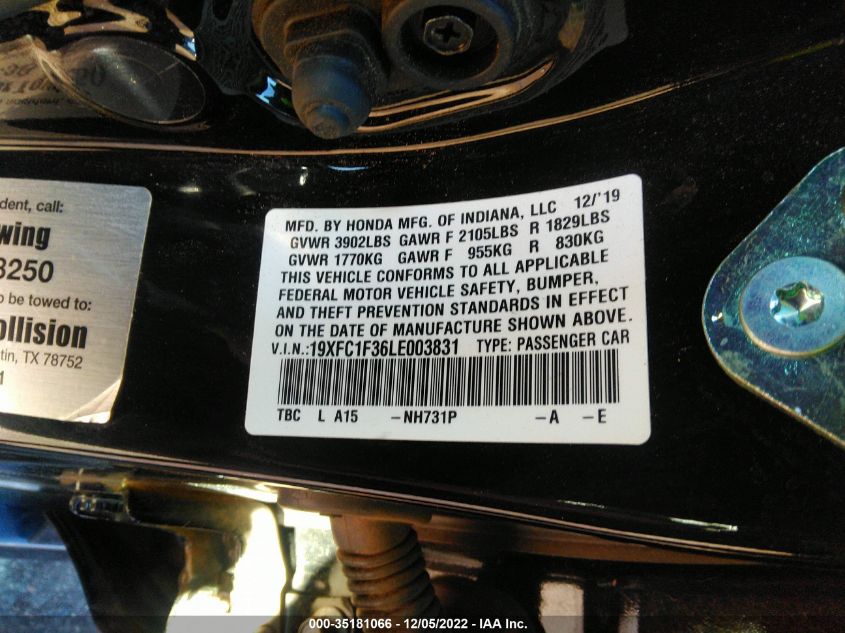 dent, call:
wing
3250
o be towed to:
ollision
tin, TX 78752
1
MFD. BY HONDA MFG. OF INDIANA, LLC 12/'19
GVWR 3902LBS GAWR F 2105LBS R 1829LBS
GVWR 1770KG GAWR F 955KG R 830KG
THIS VEHICLE CONFORMS TO ALL APPLICABLE
FEDERAL MOTOR VEHICLE SAFETY, BUMPER,
AND THEFT PREVENTION STANDARDS IN EFFECT
ON THE DATE OF MANUFACTURE SHOWN ABOVE.
V.I.N.:19XFC1F36LE003831 TYPE: PASSENGER CAR
TBC L A15 -NH731P -A -E
000-35181066 - 12/05/2022 - IAA Inc.